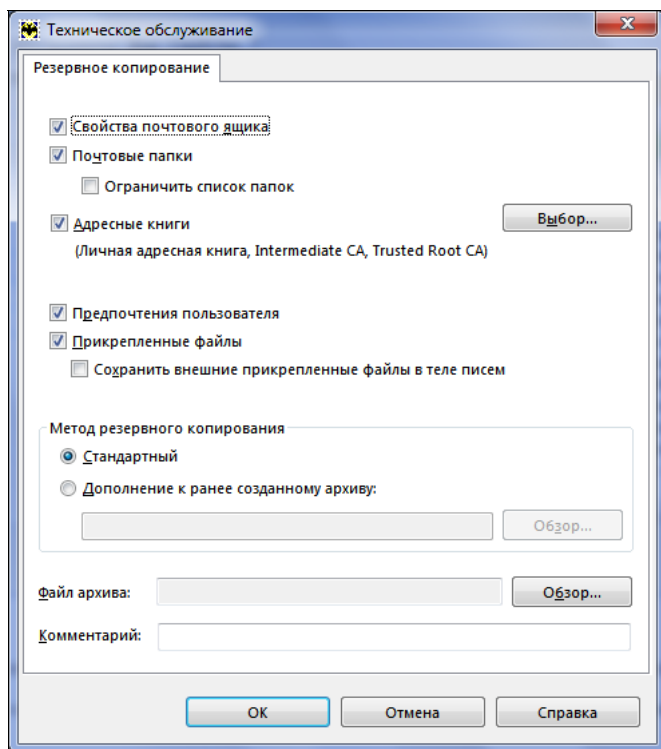 Техническое обслуживание
Резервное копирование
Свойства почтового ящика
Почтовые папки
Ограничить список папок
Адресные книги
Выбор...
(Личная адресная книга, Intermediate CA, Trusted Root CA)
Предпочтения пользователя
Прикрепленные файлы
Сохранить внешние прикрепленные файлы в теле писем
Метод резервного копирования
Стандартный
Дополнение к ранее созданному архиву:
Обзор...
Файл архива:
Обзор...
Комментарий:
ОК
Отмена
Справка